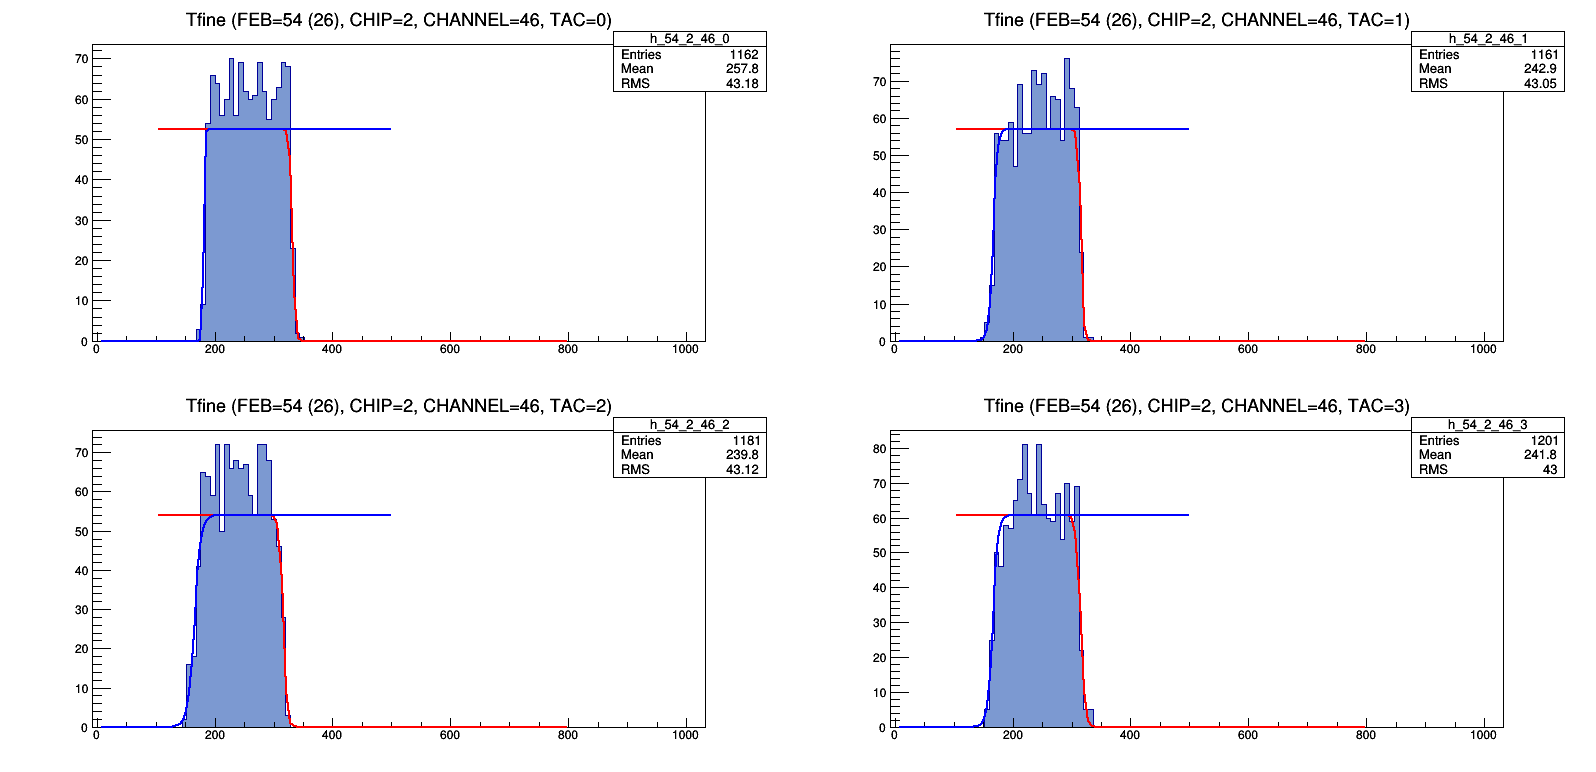 Tfine (FEB=54 (26), CHIP=2, CHANNEL=46, TAC=0)
h_54_2_46_0
Entries 1162
Mean 257.8
RMS 43.18
70
60
50
40
30
20
10
0
0 200 400 600 800 1000
Tfine (FEB=54 (26), CHIP=2, CHANNEL=46, TAC=1)
h_54_2_46_1
Entries 1161
Mean 242.9
RMS 43.05
70
60
50
40
30
20
10
0
0 200 400 600 800 1000
Tfine (FEB=54 (26), CHIP=2, CHANNEL=46, TAC=2)
h_54_2_46_2
Entries 1181
Mean 239.8
RMS 43.12
70
60
50
40
30
20
10
0
0 200 400 600 800 1000
Tfine (FEB=54 (26), CHIP=2, CHANNEL=46, TAC=3)
h_54_2_46_3
Entries 1201
Mean 241.8
RMS 43
80
70
60
50
40
30
20
10
0
0 200 400 600 800 1000